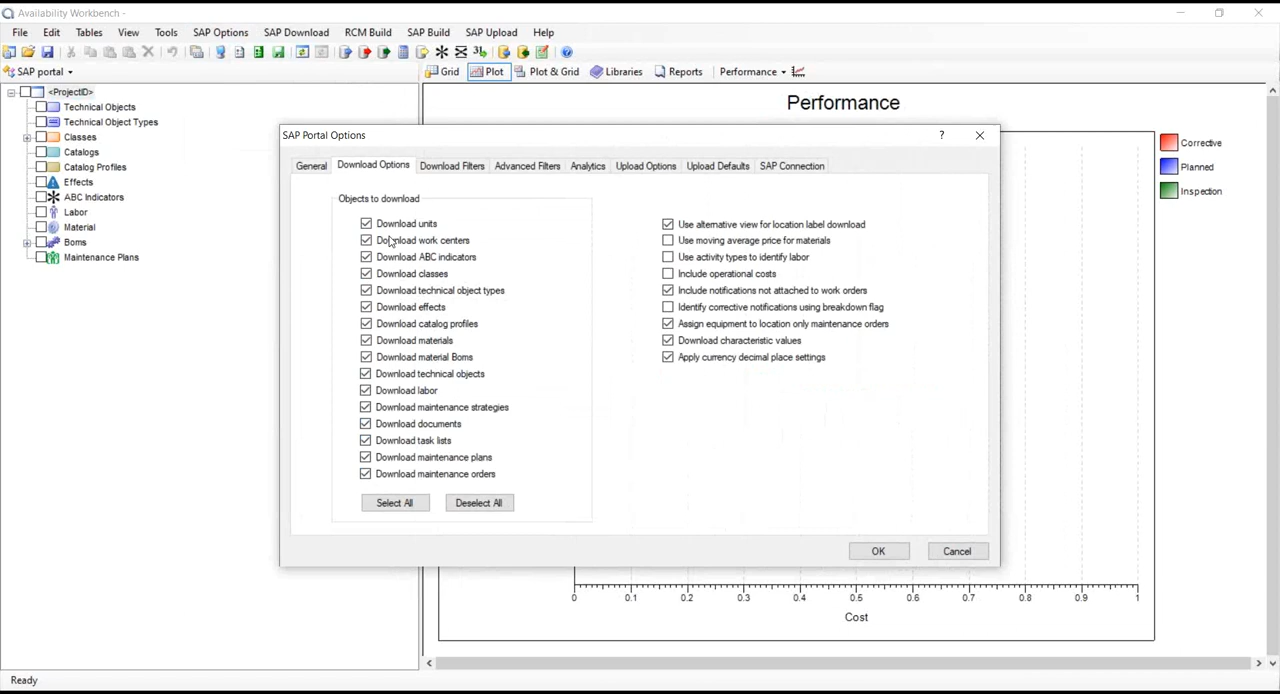 Availability Workbench -
File Edit Tables View Tools SAP Options SAP Download RCM Build SAP Build SAP Upload Help
SAP portal
Grid Plot Plot & Grid Libraries Reports Performance
<ProjectID>
Technical Objects
Technical Object Types
Classes
Catalogs
Catalog Profiles
Effects
ABC Indicators
Labor
Material
Boms
Maintenance Plans
Performance
Corrective
Planned
Inspection
SAP Portal Options
General Download Options Download Filters Advanced Filters Analytics Upload Options Upload Defaults SAP Connection
Objects to download
Download units
Download work centers
Download ABC indicators
Download classes
Download technical object types
Download effects
Download catalog profiles
Download materials
Download material Boms
Download technical objects
Download labor
Download maintenance strategies
Download documents
Download task lists
Download maintenance plans
Download maintenance orders
Select All Deselect All
Use alternative view for location label download
Use moving average price for materials
Use activity types to identify labor
Include operational costs
Include notifications not attached to work orders
Identify corrective notifications using breakdown flag
Assign equipment to location only maintenance orders
Download characteristic values
Apply currency decimal place settings
OK Cancel
0 0.1 0.2 0.3 0.4 0.5 0.6 0.7 0.8 0.9 1
Cost
Ready